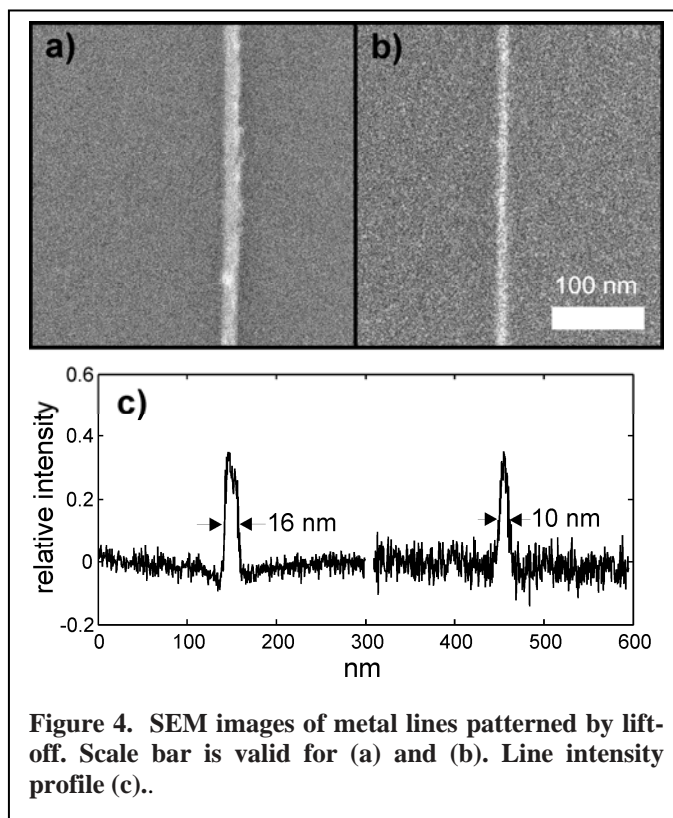 a)
b)
100 nm
c)
relative intensity
0.6
0.4
0.2
0
-0.2
16 nm
10 nm
0 100 200 300 400 500 600
nm
Figure 4. SEM images of metal lines patterned by lift-
off. Scale bar is valid for (a) and (b). Line intensity
profile (c)..